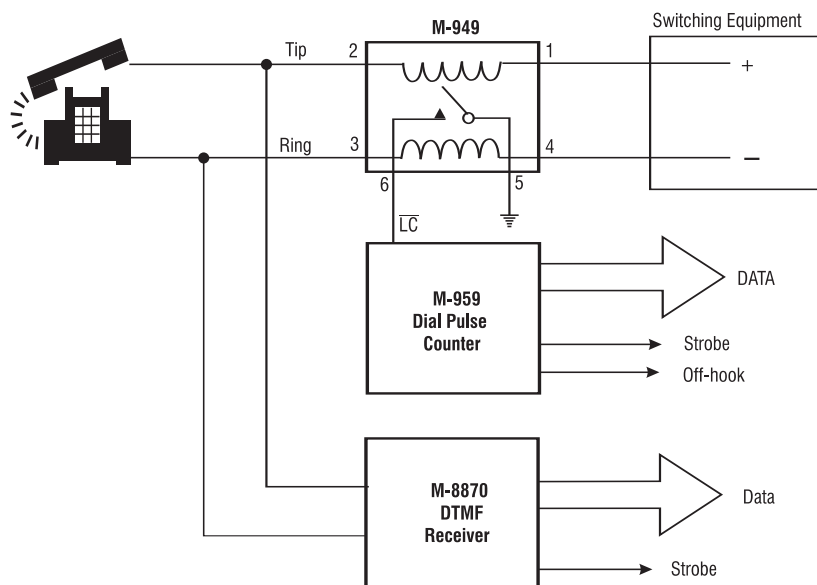 Switching Equipment
M-949
Tip
2
1
+
Ring
3
4
–
6
5
L̅C̅
M-959
Dial Pulse
Counter
DATA
Strobe
Off-hook
M-8870
DTMF
Receiver
Data
Strobe